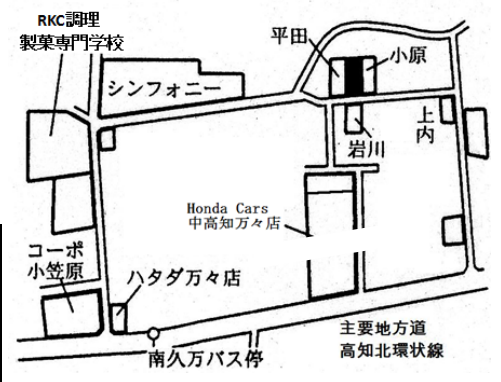 RKC調理
製菓専門学校
平田
小原
シンフォニー
上内
岩川
Honda Cars
中高知万々店
コーポ
小笠原
ハタダ万々店
主要地方道
高知北環状線
南久万バス停